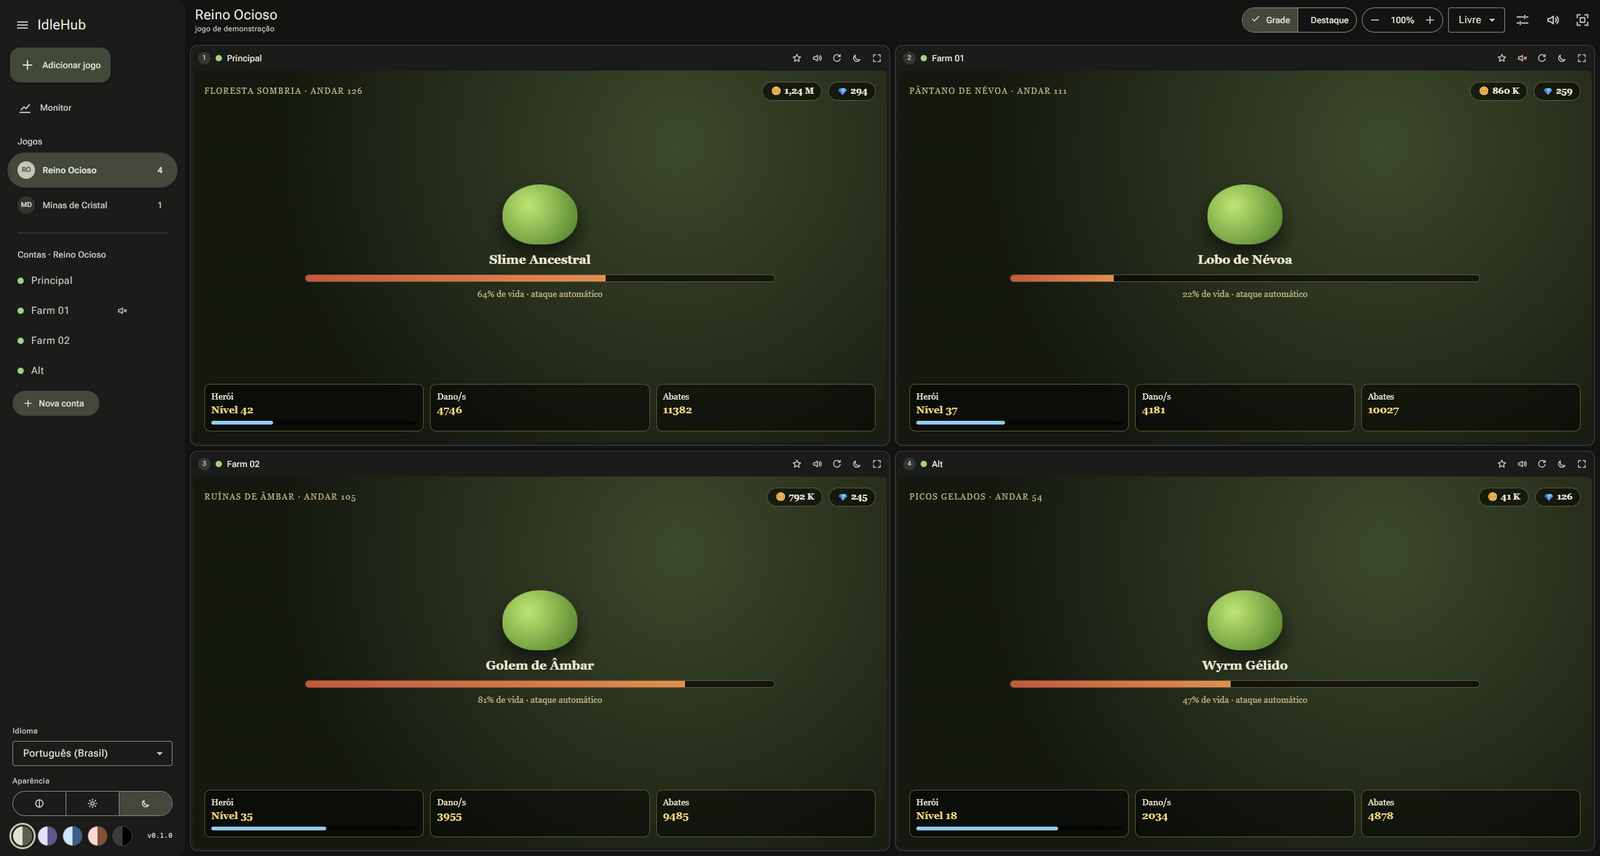 IdleHub
Adicionar jogo
Monitor
Jogos
RO Reino Ocioso 4
MD Minas de Cristal 1
Contas · Reino Ocioso
Principal
Farm 01
Farm 02
Alt
Nova conta
Idioma
Português (Brasil)
Aparência
v0.1.0
Reino Ocioso
jogo de demonstração
Grade Destaque 100% Livre
1 Principal
FLORESTA SOMBRIA · ANDAR 126 1,24 M 294
Slime Ancestral
64% de vida · ataque automático
Herói Dano/s Abates
Nível 42 4746 11382
2 Farm 01
PÂNTANO DE NÉVOA · ANDAR 111 860 K 259
Lobo de Névoa
22% de vida · ataque automático
Herói Dano/s Abates
Nível 37 4181 10027
3 Farm 02
RUÍNAS DE ÂMBAR · ANDAR 105 792 K 245
Golem de Âmbar
81% de vida · ataque automático
Herói Dano/s Abates
Nível 35 3955 9485
4 Alt
PICOS GELADOS · ANDAR 54 41 K 126
Wyrm Gélido
47% de vida · ataque automático
Herói Dano/s Abates
Nível 18 2034 4878